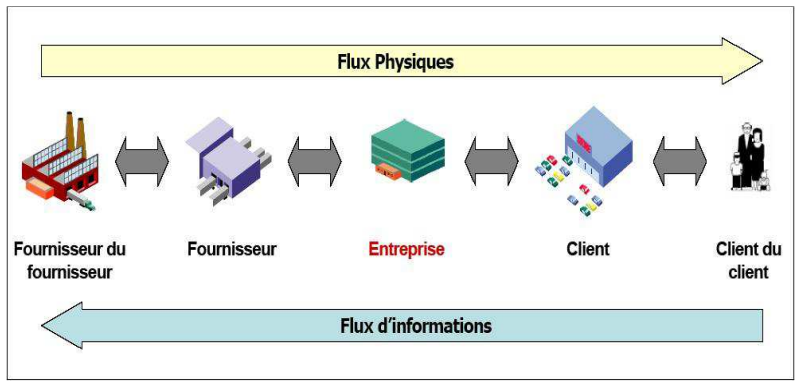 Flux Physiques
Fournisseur du
fournisseur
Fournisseur
Entreprise
Client
Client du
client
Flux d’informations